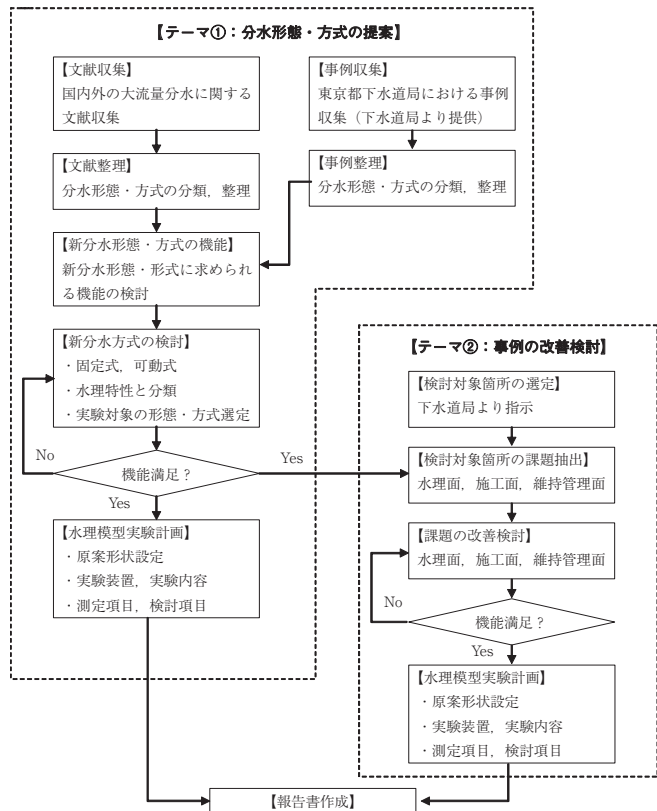 【テーマ①：分水形態・方式の提案】
【文献収集】
国内外の大流量分水に関する
文献収集
【事例収集】
東京都下水道局における事例
収集（下水道局より提供）
【文献整理】
分水形態・方式の分類，整理
【事例整理】
分水形態・方式の分類，整理
【新分水形態・方式の機能】
新分水形態・形式に求められ
る機能の検討
【新分水方式の検討】
・固定式，可動式
・水理特性と分類
・実験対象の形態・方式選定
No
機能満足？
Yes
Yes
【水理模型実験計画】
・原案形状設定
・実験装置，実験内容
・測定項目，検討項目
【テーマ②：事例の改善検討】
【検討対象箇所の選定】
下水道局より指示
【検討対象箇所の課題抽出】
水理面，施工面，維持管理面
【課題の改善検討】
水理面，施工面，維持管理面
No
機能満足？
Yes
【水理模型実験計画】
・原案形状設定
・実験装置，実験内容
・測定項目，検討項目
【報告書作成】